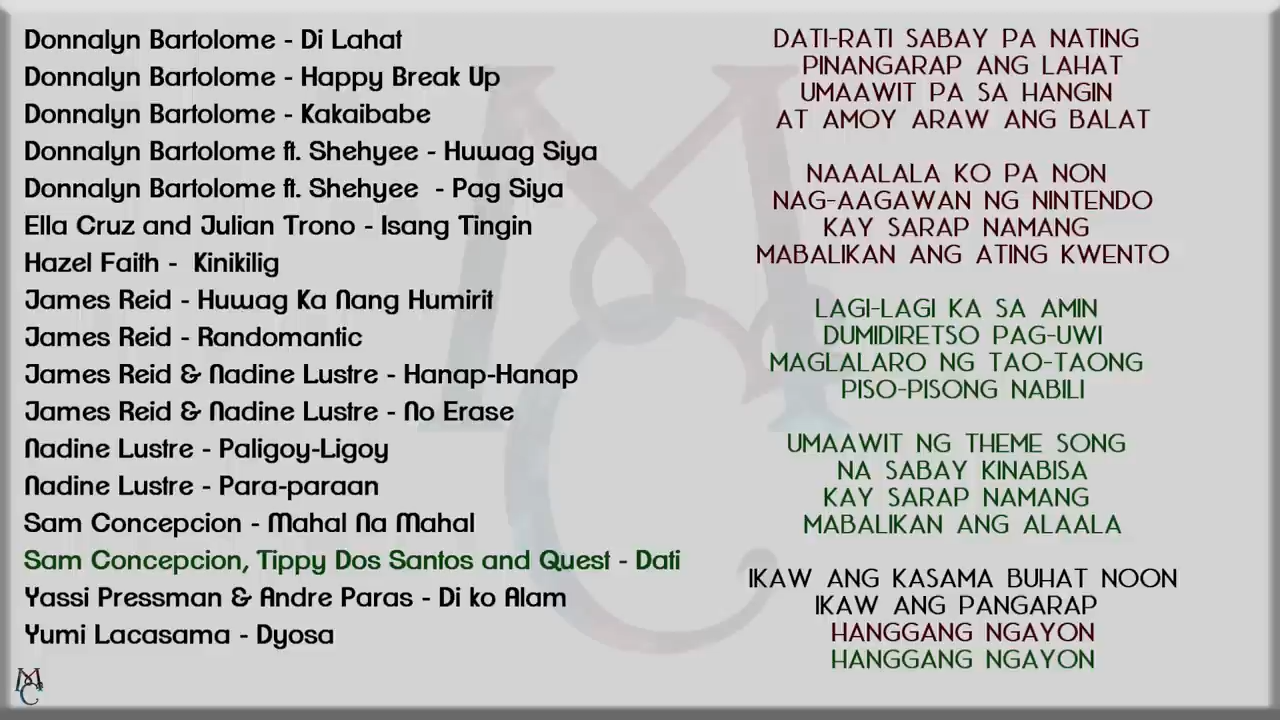 Donnalyn Bartolome - Di Lahat
Donnalyn Bartolome - Happy Break Up
Donnalyn Bartolome - Kakaibabe
Donnalyn Bartolome ft. Shehyee - Huwag Siya
Donnalyn Bartolome ft. Shehyee - Pag Siya
Ella Cruz and Julian Trono - Isang Tingin
Hazel Faith - Kinikilig
James Reid - Huwag Ka Nang Humirit
James Reid - Randomantic
James Reid & Nadine Lustre - Hanap-Hanap
James Reid & Nadine Lustre - No Erase
Nadine Lustre - Paligoy-Ligoy
Nadine Lustre - Para-paraan
Sam Concepcion - Mahal Na Mahal
Sam Concepcion, Tippy Dos Santos and Quest - Dati
Yassi Pressman & Andre Paras - Di ko Alam
Yumi Lacasama - Dyosa
DATI-RATI SABAY PA NATING
PINANGARAP ANG LAHAT
UMAAWIT PA SA HANGIN
AT AMOY ARAW ANG BALAT
NAAALALA KO PA NON
NAG-AAGAWAN NG NINTENDO
KAY SARAP NAMANG
MABALIKAN ANG ATING KWENTO
LAGI-LAGI KA SA AMIN
DUMIDIRETSO PAG-UWI
MAGLALARO NG TAO-TAONG
PISO-PISONG NABILI
UMAAWIT NG THEME SONG
NA SABAY KINABISA
KAY SARAP NAMANG
MABALIKAN ANG ALAALA
IKAW ANG KASAMA BUHAT NOON
IKAW ANG PANGARAP
HANGGANG NGAYON
HANGGANG NGAYON